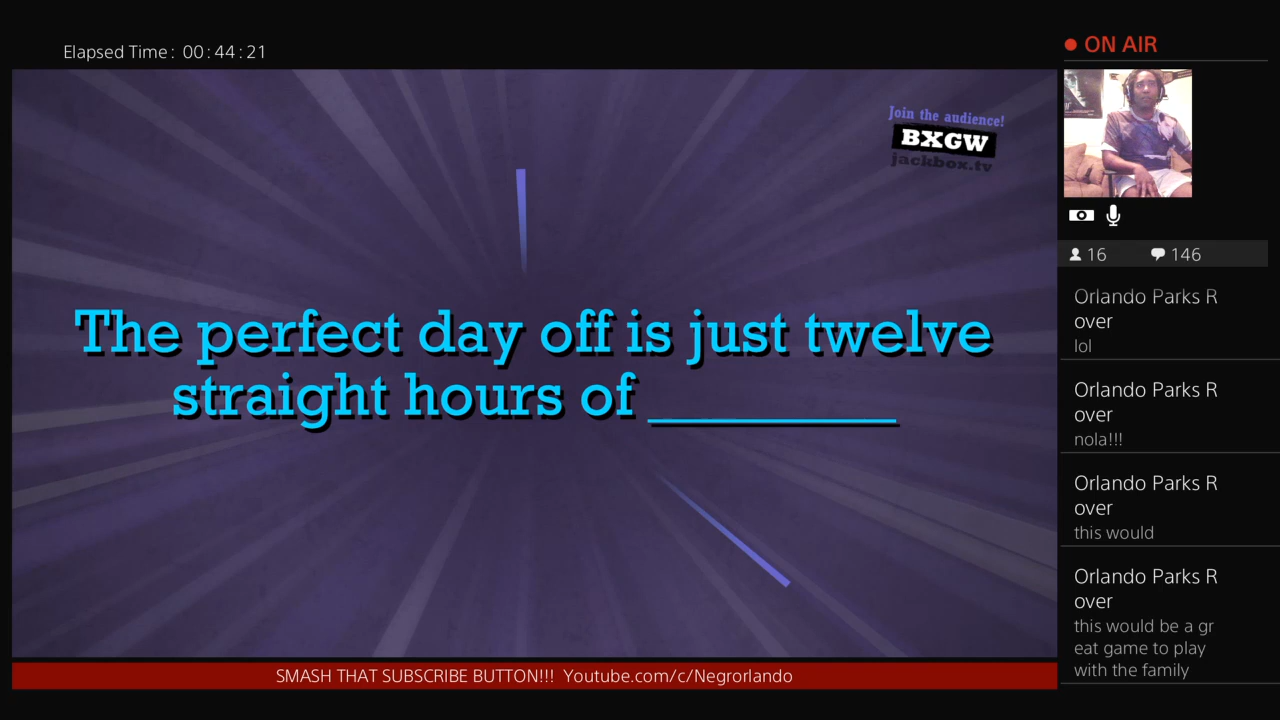 Elapsed Time: 00:44:21
ON AIR
Join the audience!
BXGW
jackbox.tv
The perfect day off is just twelve
straight hours of __________
16 146
Orlando Parks R
over
lol
Orlando Parks R
over
nola!!!
Orlando Parks R
over
this would
Orlando Parks R
over
this would be a gr
eat game to play
with the family
SMASH THAT SUBSCRIBE BUTTON!!! Youtube.com/c/Negrorlando